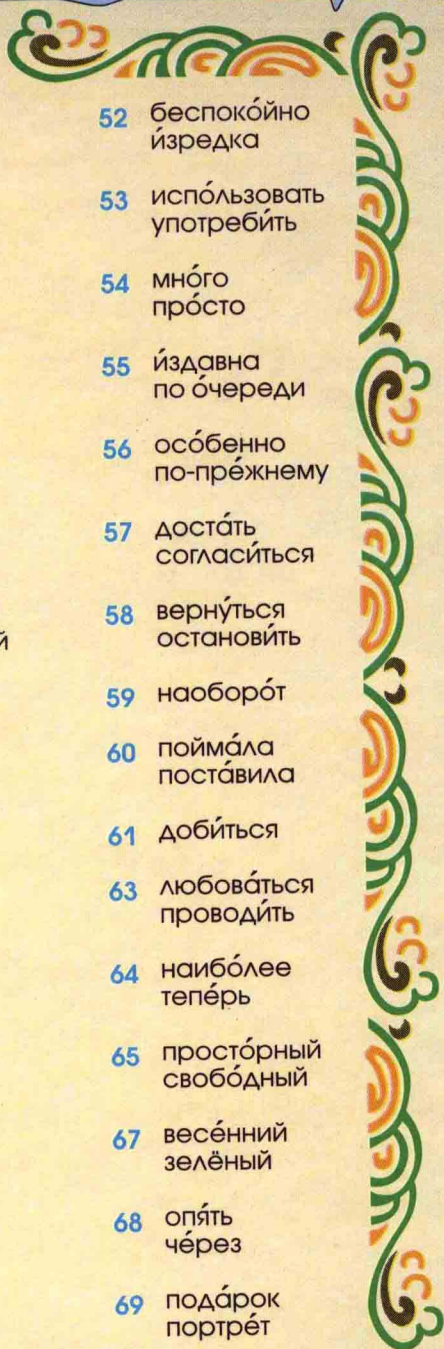 52 беспоко́йно
и́зредка
53 испо́льзовать
употреби́ть
54 мно́го
про́сто
55 и́здавна
по о́череди
56 осо́бенно
по-пре́жнему
57 доста́ть
согласи́ться
58 верну́ться
останови́ть
й
59 наоборо́т
60 пойма́ла
поста́вила
61 доби́ться
63 любова́ться
проводи́ть
64 наибо́лее
тепе́рь
65 просто́рный
свобо́дный
67 весе́нний
зелёный
68 опя́ть
че́рез
69 пода́рок
портре́т